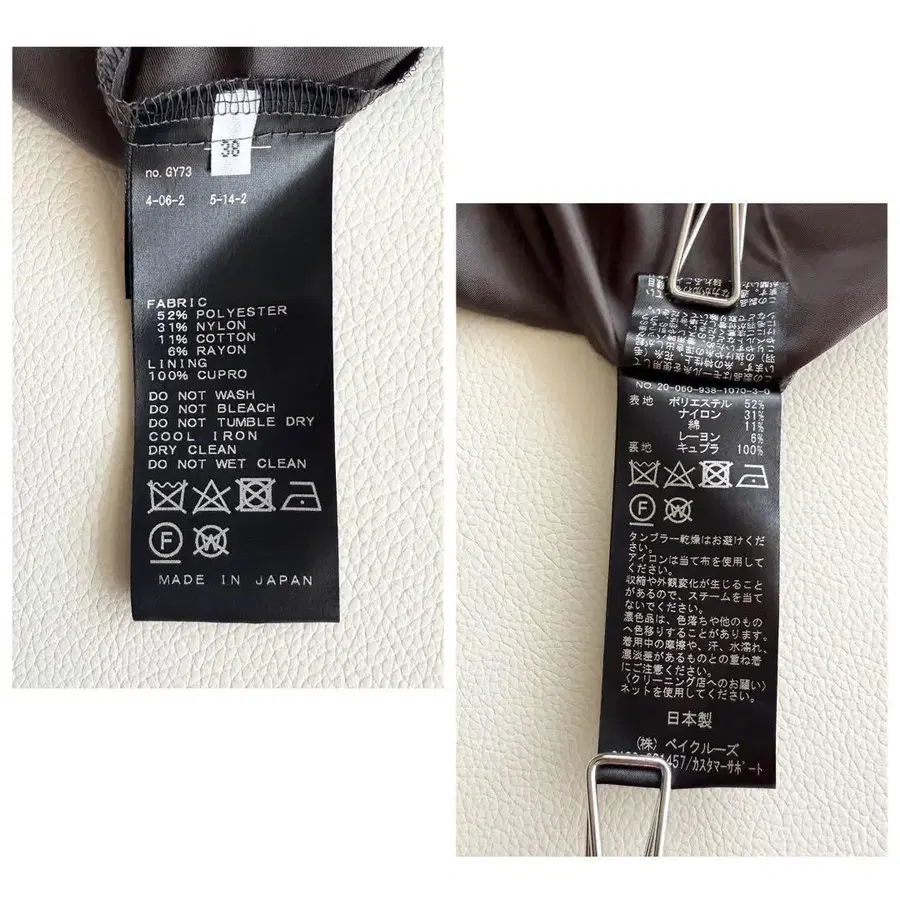 38
no. GY73
4-06-2 5-14-2
FABRIC
52% POLYESTER
31% NYLON
11% COTTON
6% RAYON
LINING
100% CUPRO
DO NOT WASH
DO NOT BLEACH
DO NOT TUMBLE DRY
COOL IRON
DRY CLEAN
DO NOT WET CLEAN
F
W
MADE IN JAPAN
NO. 20-060-938-1070-3-0
表地 ポリエステル 52%
ナイロン 31%
綿 11%
レーヨン 6%
裏地 キュプラ 100%
F
W
タンブラー乾燥はお避けくだ
さい。
アイロンは当て布を使用して
ください。
収縮や外観変化が生じること
があるので、スチームを当て
ないでください。
濃色品は、色落ちや他のもの
へ色移りすることがあります。
着用中の摩擦や、汗、水濡れ、
濃淡差があるものとの重ね着
にご注意ください。
〈クリーニング店へのお願い〉
ネットを使用してください。
日本製
(株) ベイクルーズ
1457/カスタマーサポート